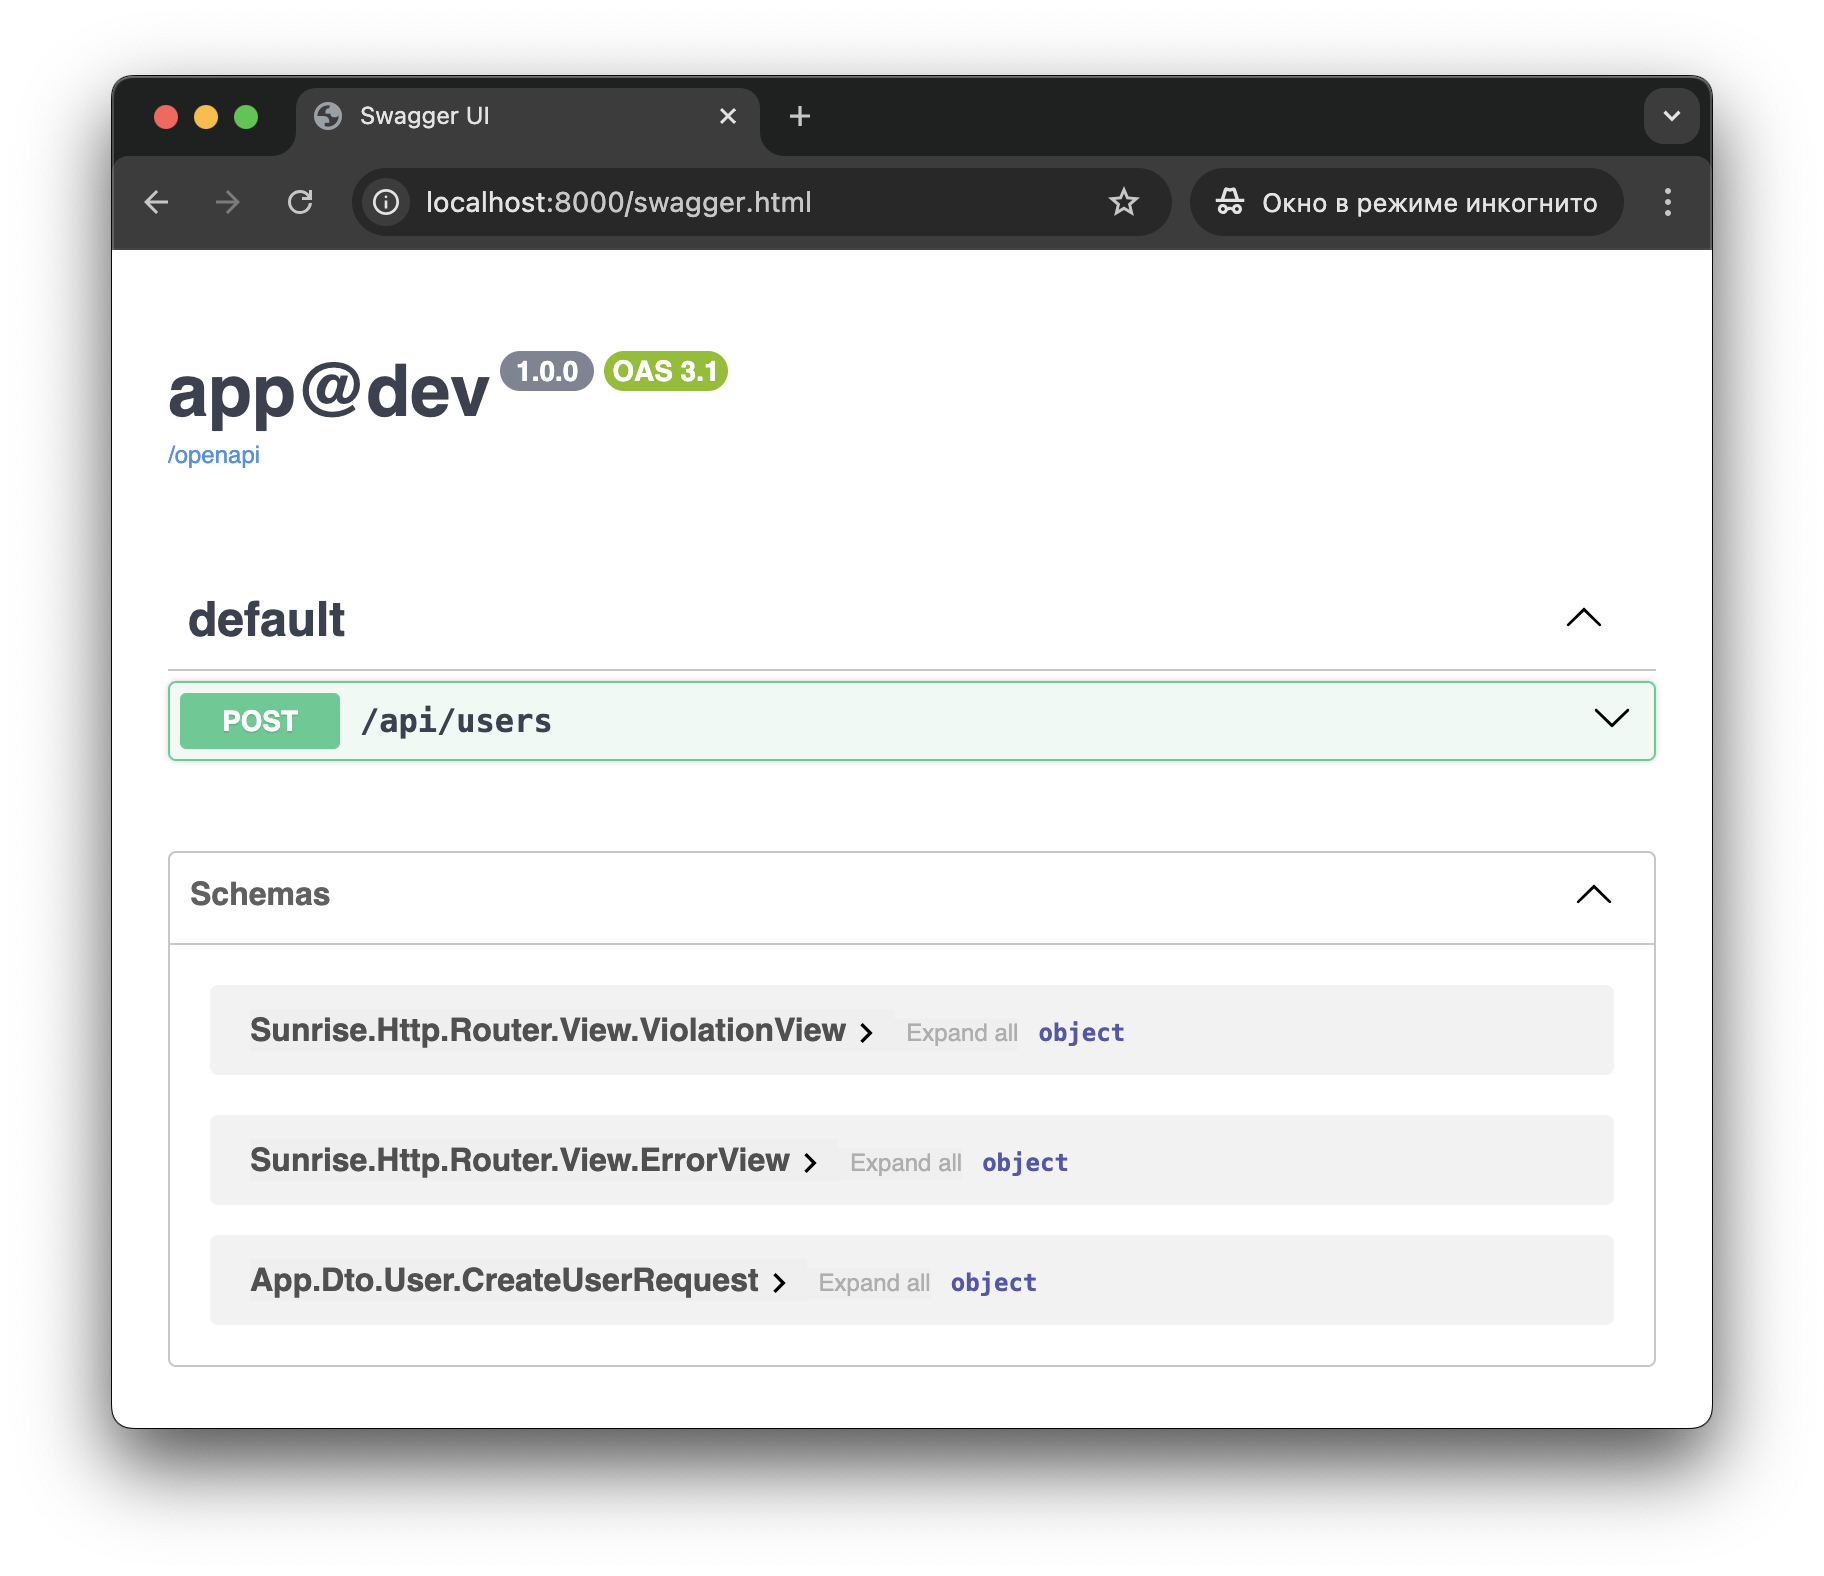 Swagger UI
localhost:8000/swagger.html
Окно в режиме инкогнито
app@dev 1.0.0 OAS 3.1
/openapi
default
POST /api/users
Schemas
Sunrise.Http.Router.View.ViolationView Expand all object
Sunrise.Http.Router.View.ErrorView Expand all object
App.Dto.User.CreateUserRequest Expand all object